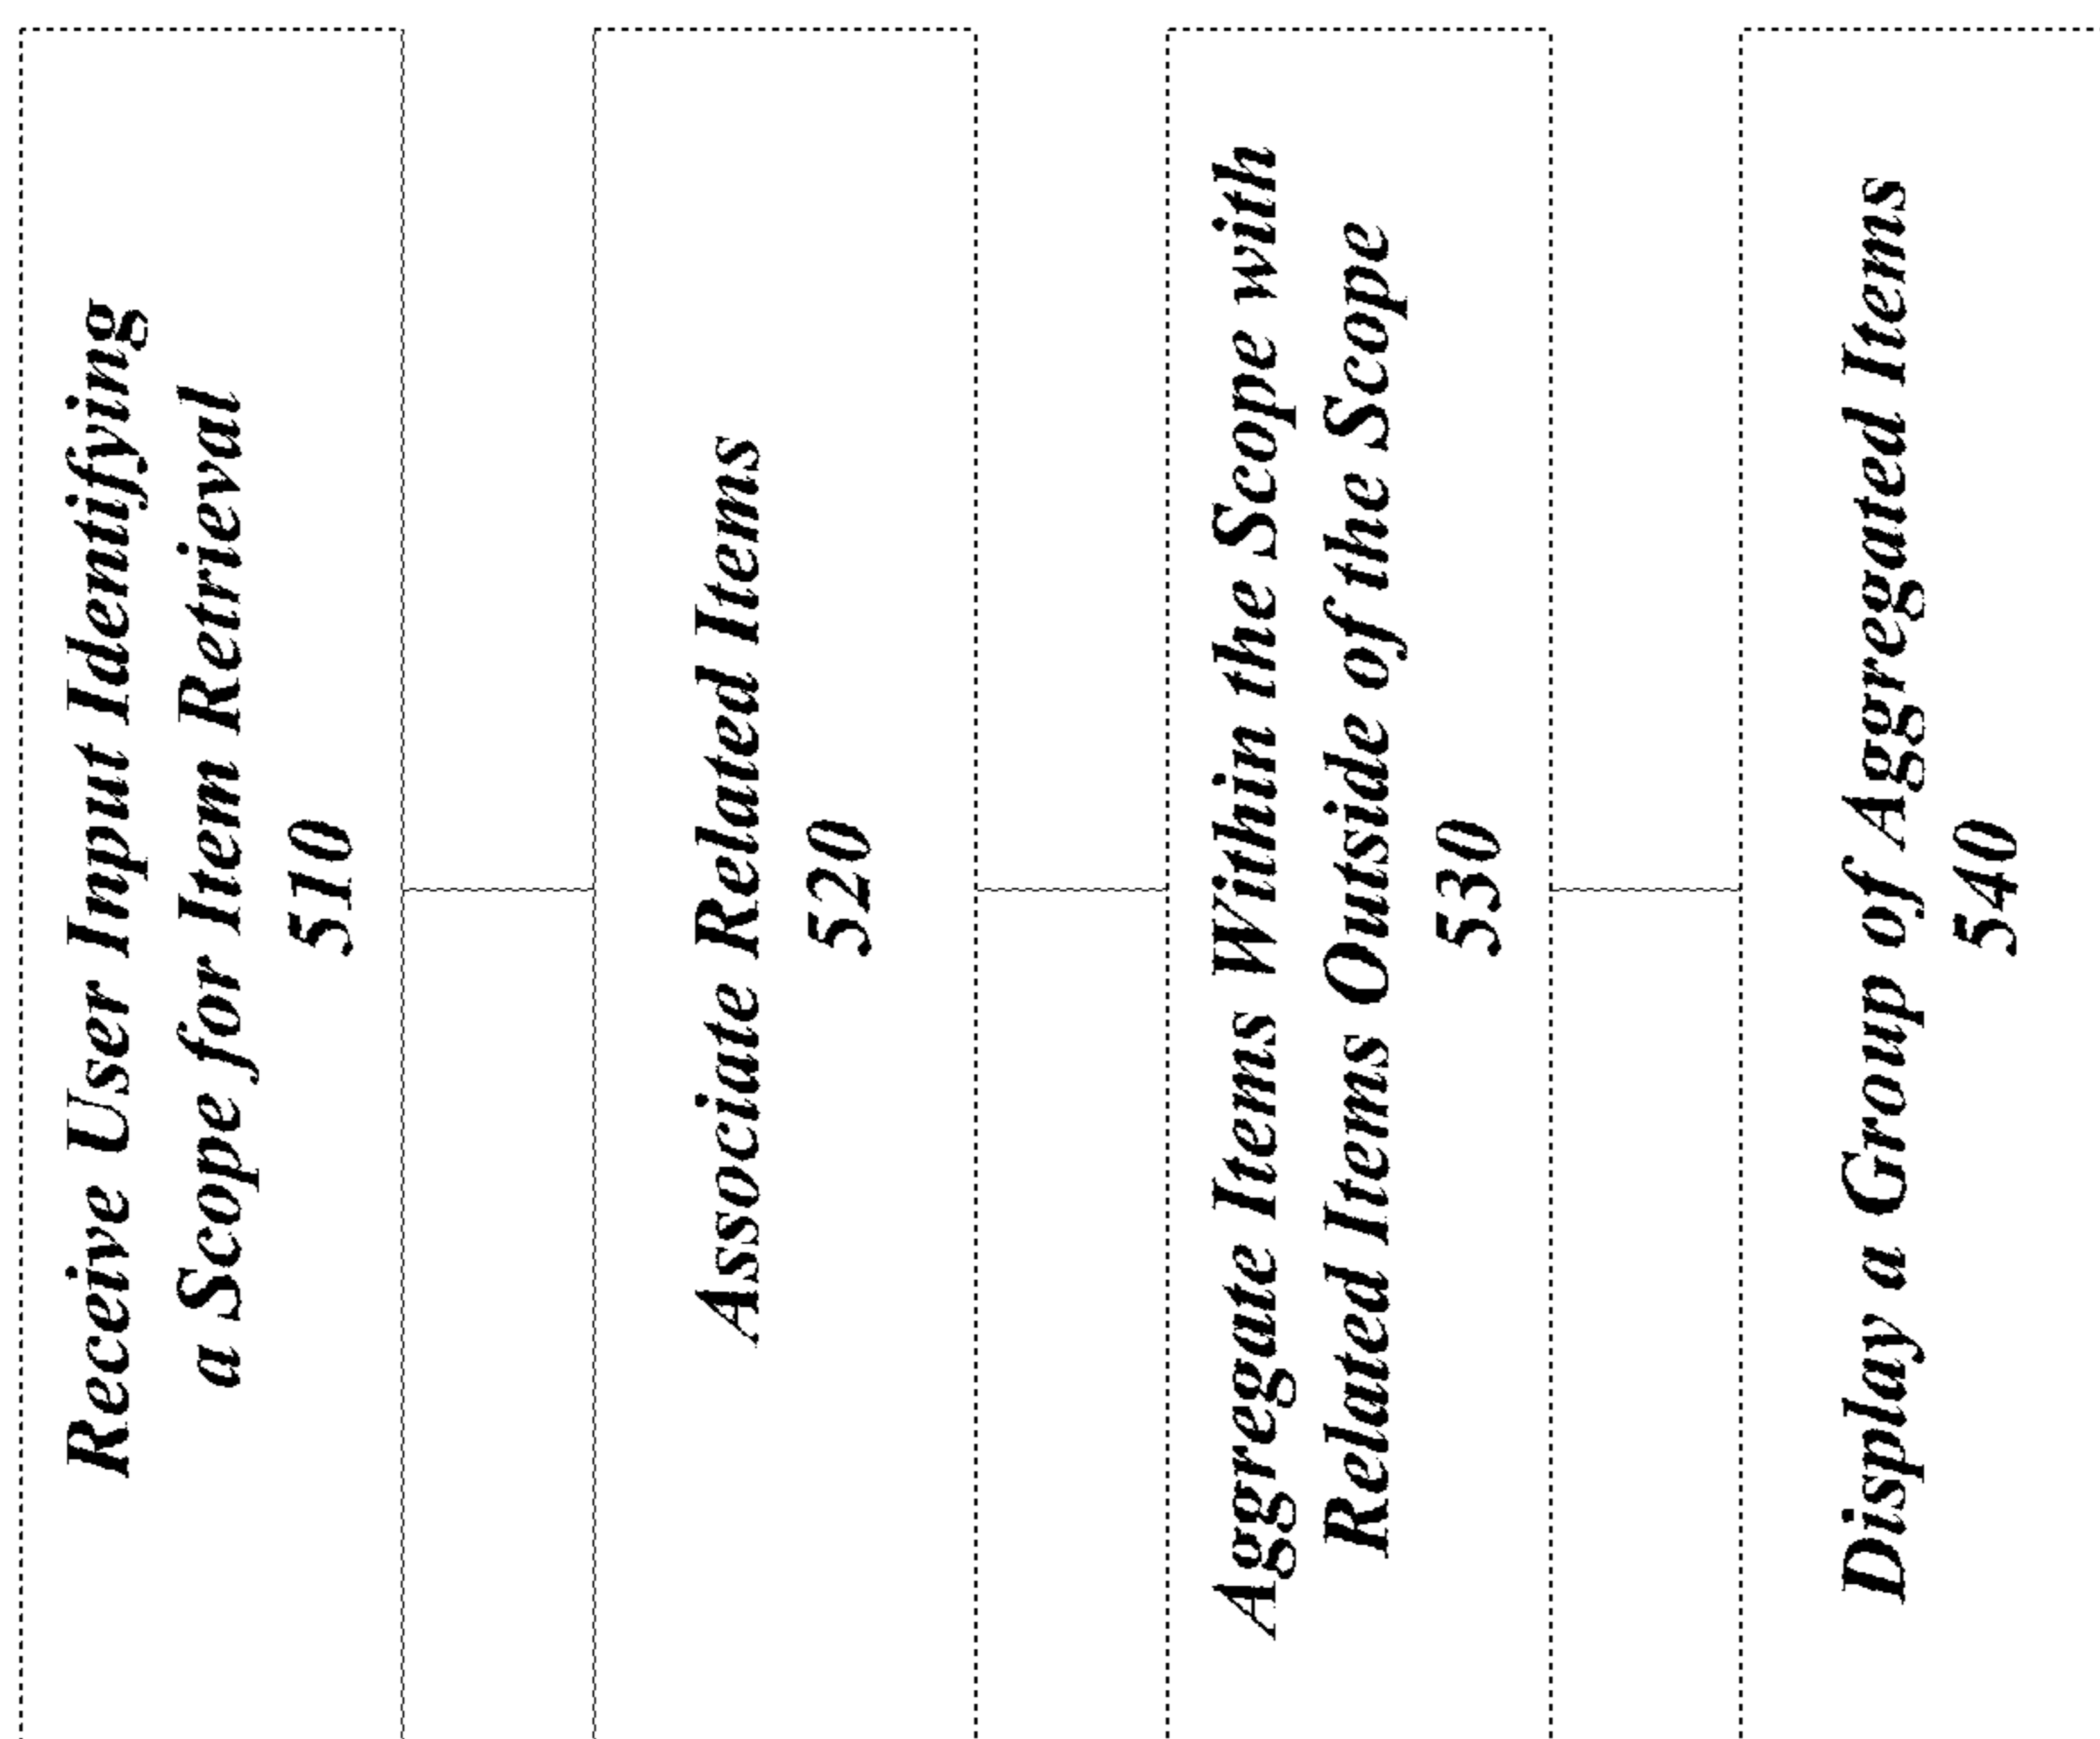 Receive User Input Identifying
a Scope for Item Retrieval
510
Associate Related Items
520
Aggregate Items Within the Scope with
Related Items Outside of the Scope
530
Display a Group of Aggregated Items
540